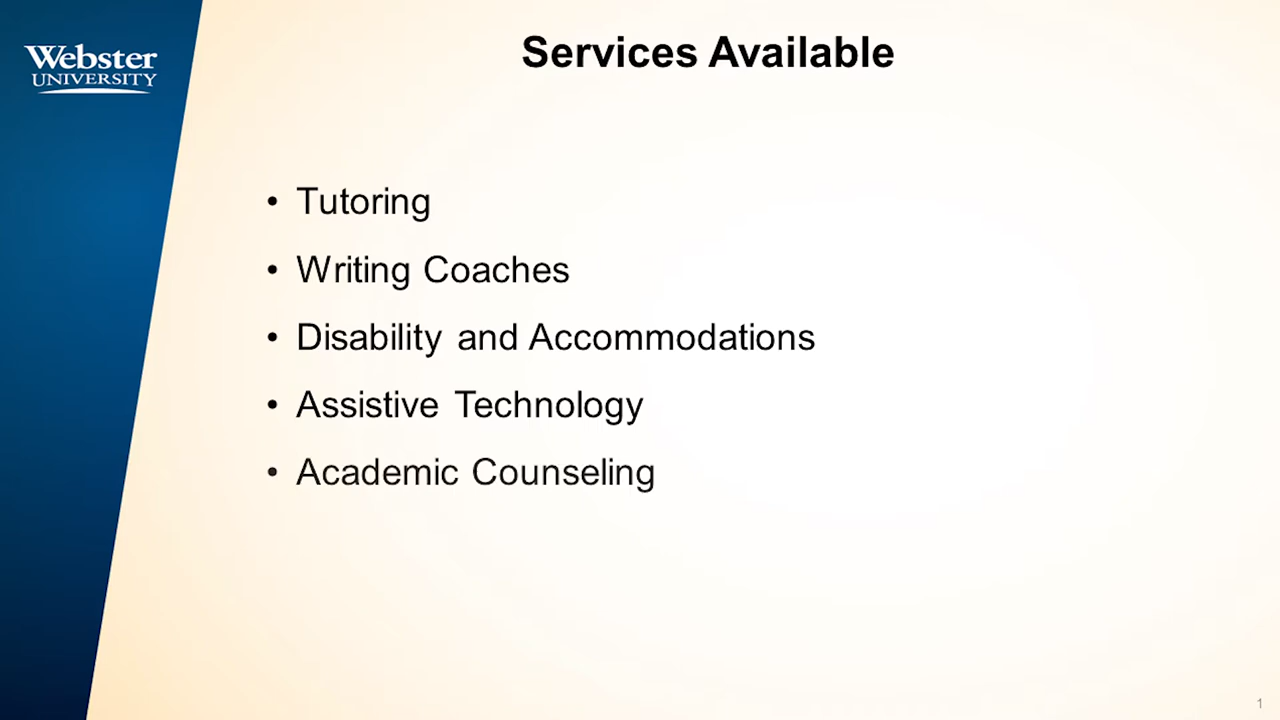 Webster
UNIVERSITY
Services Available
• Tutoring
• Writing Coaches
• Disability and Accommodations
• Assistive Technology
• Academic Counseling
1